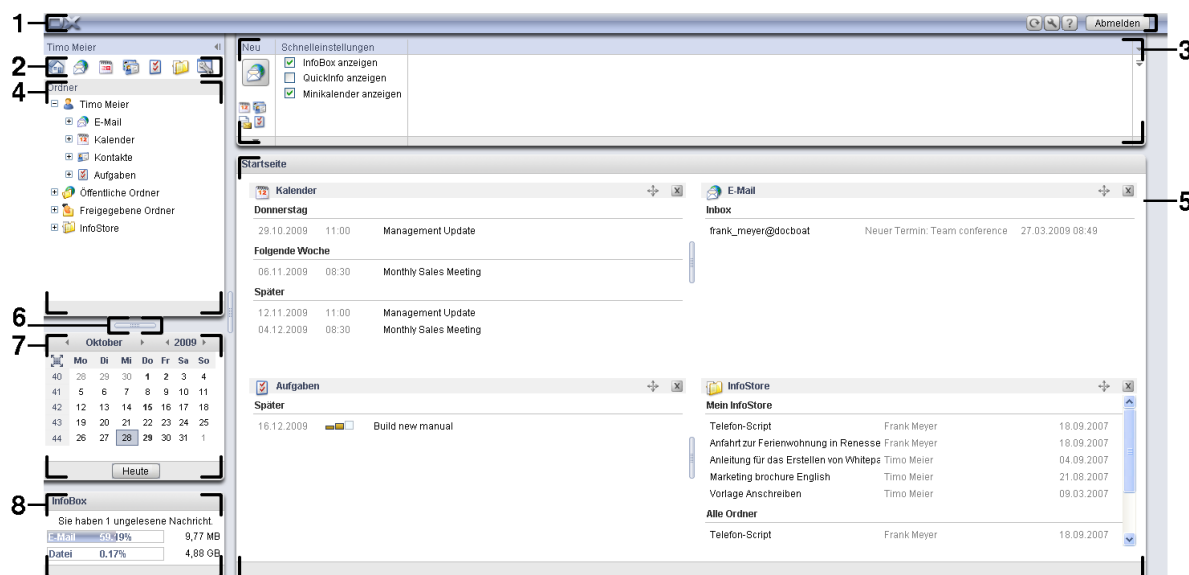 1
OX
?
Abmelden
Timo Meier
2
4
Ordner
Timo Meier
E-Mail
12 Kalender
Kontakte
Aufgaben
Öffentliche Ordner
Freigegebene Ordner
InfoStore
Neu
Schnelleinstellungen
3
InfoBox anzeigen
QuickInfo anzeigen
Minikalender anzeigen
Startseite
5
12 Kalender X
Donnerstag
29.10.2009 11:00 Management Update
Folgende Woche
06.11.2009 08:30 Monthly Sales Meeting
Später
12.11.2009 11:00 Management Update
04.12.2009 08:30 Monthly Sales Meeting
E-Mail X
Inbox
frank_meyer@docboat Neuer Termin: Team conference 27.03.2009 08:49
6
7
Oktober 2009
Mo Di Mi Do Fr Sa So
40 28 29 30 1 2 3 4
41 5 6 7 8 9 10 11
42 12 13 14 15 16 17 18
43 19 20 21 22 23 24 25
44 26 27 28 29 30 31 1
Heute
Aufgaben X
Später
16.12.2009 Build new manual
InfoStore X
Mein InfoStore
Telefon-Script Frank Meyer 18.09.2007
Anfahrt zur Ferienwohnung in Renesse Frank Meyer 18.09.2007
Anleitung für das Erstellen von Whitepa Timo Meier 04.09.2007
Marketing brochure English Timo Meier 21.08.2007
Vorlage Anschreiben Timo Meier 09.03.2007
Alle Ordner
Telefon-Script Frank Meyer 18.09.2007
8
InfoBox
Sie haben 1 ungelesene Nachricht.
E-Mail 9,77 MB
Datei 0.17% 4,88 GB